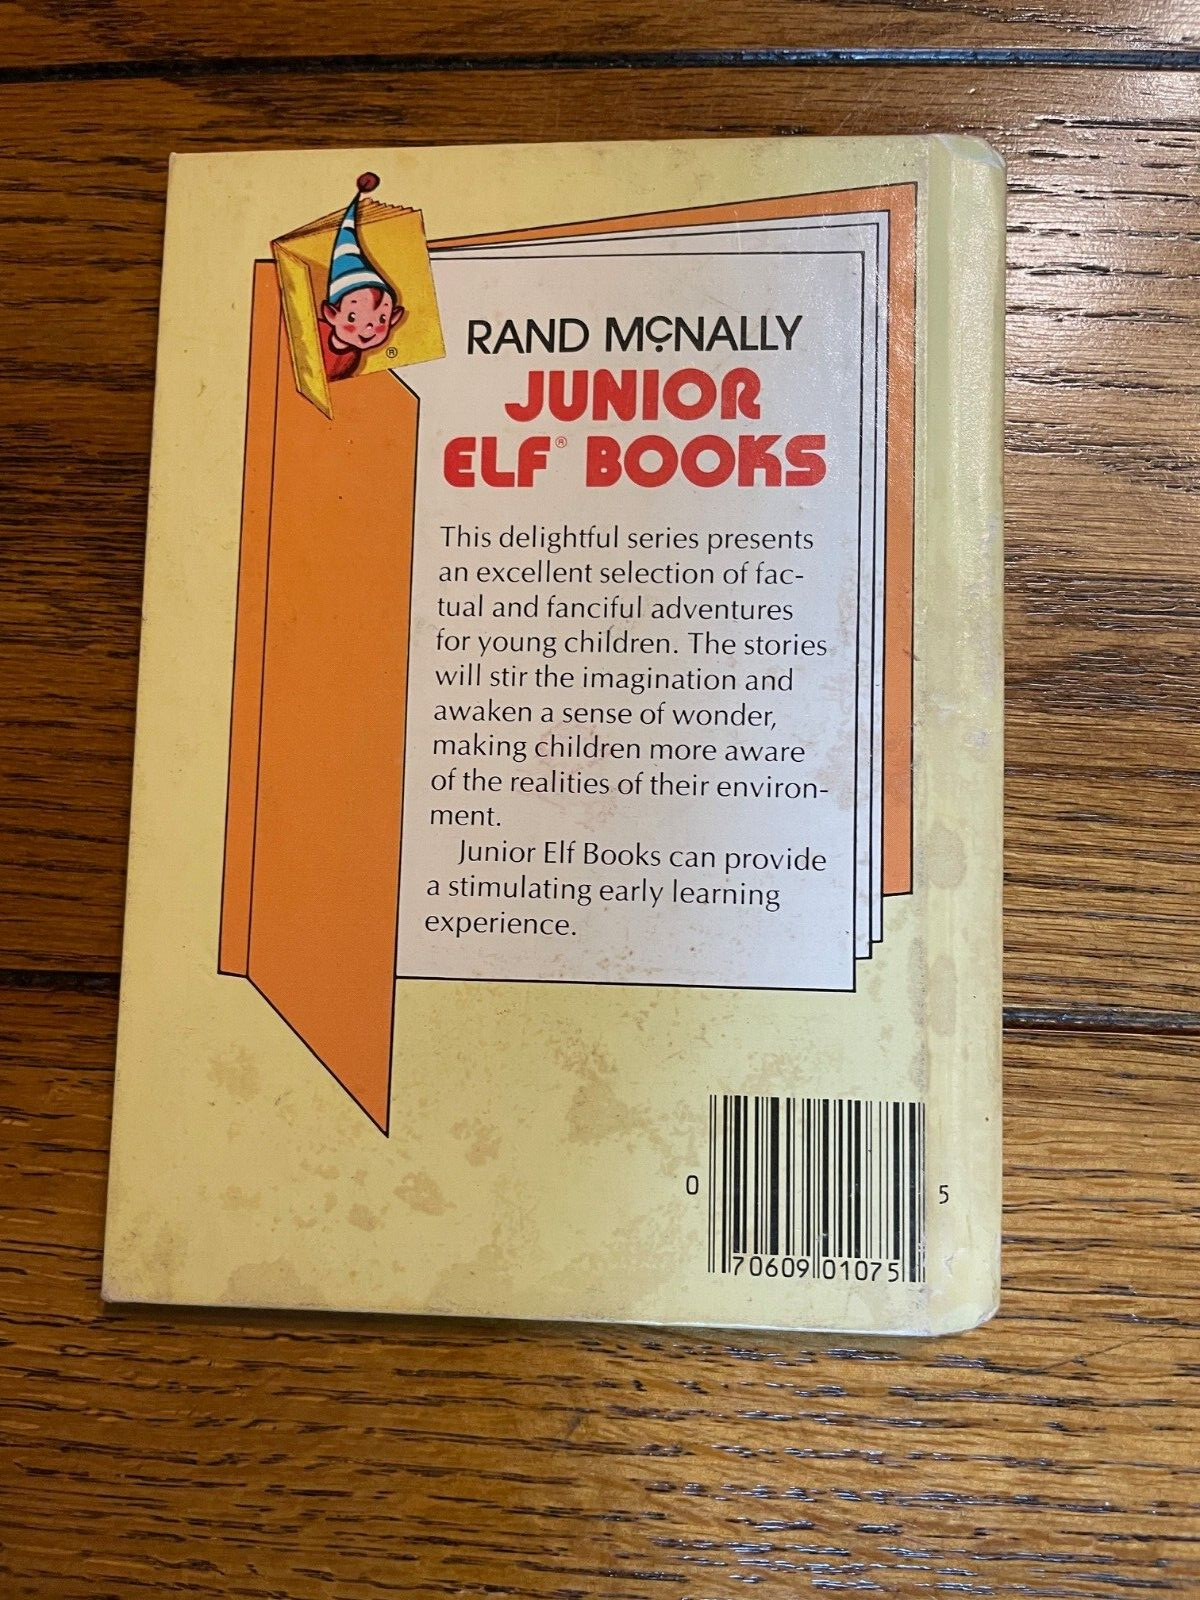 ®
RAND McNALLY
JUNIOR
ELF® BOOKS
This delightful series presents
an excellent selection of fac-
tual and fanciful adventures
for young children. The stories
will stir the imagination and
awaken a sense of wonder,
making children more aware
of the realities of their environ-
ment.
Junior Elf Books can provide
a stimulating early learning
experience.
0 70609 01075 5